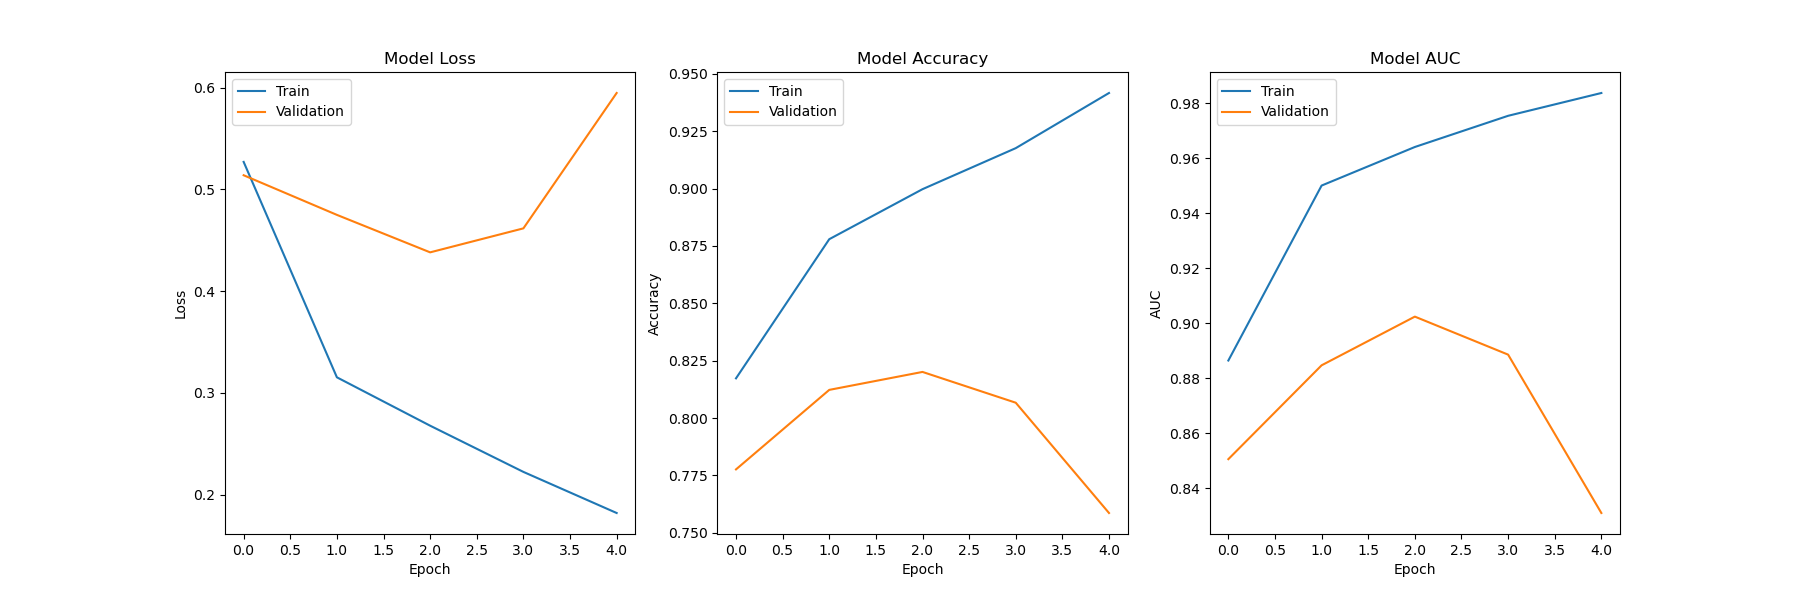 Model Loss
Train
Validation
0.6
0.5
0.4
0.3
0.2
Loss
0.0 0.5 1.0 1.5 2.0 2.5 3.0 3.5 4.0
Epoch
Model Accuracy
Train
Validation
0.950
0.925
0.900
0.875
0.850
0.825
0.800
0.775
0.750
Accuracy
0.0 0.5 1.0 1.5 2.0 2.5 3.0 3.5 4.0
Epoch
Model AUC
Train
Validation
0.98
0.96
0.94
0.92
0.90
0.88
0.86
0.84
AUC
0.0 0.5 1.0 1.5 2.0 2.5 3.0 3.5 4.0
Epoch